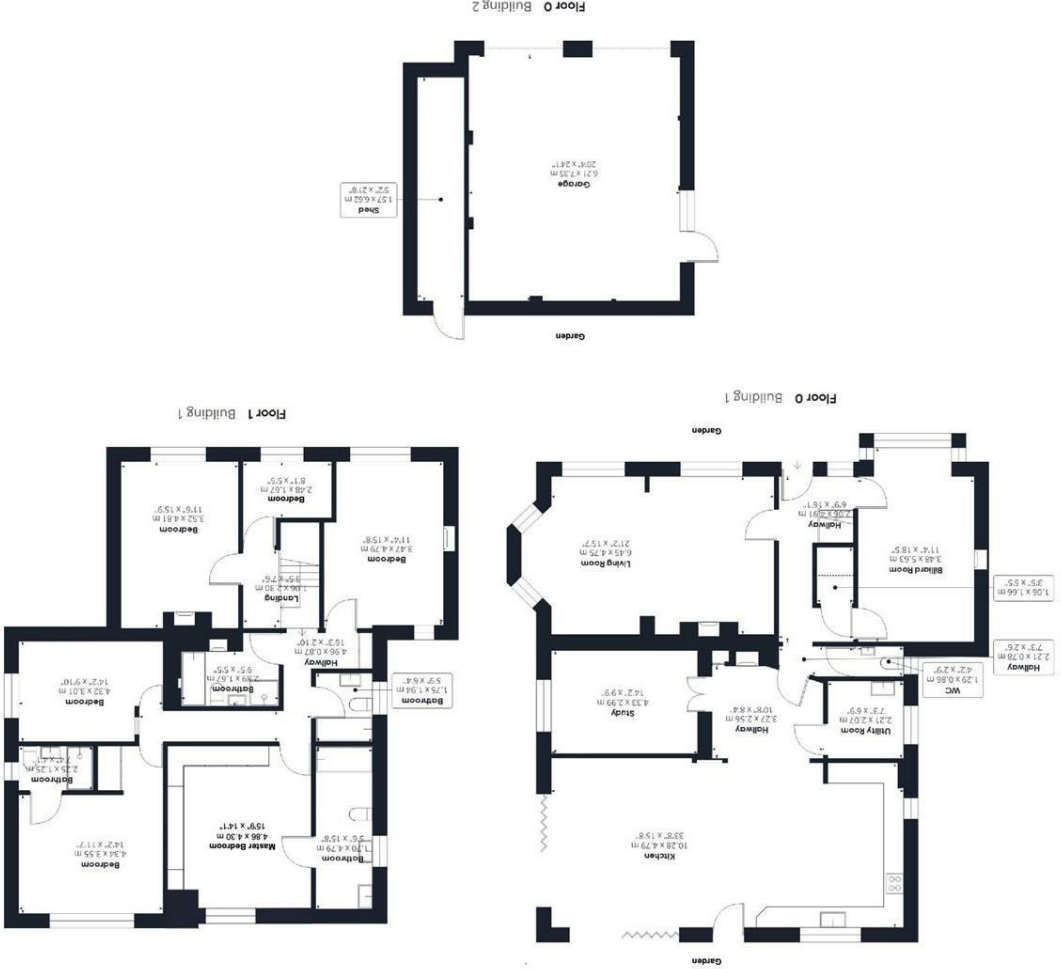 Garden
Kitchen
10.28 x 4.79 m
33'8" x 15'8"
Utility Room
2.21 x 2.07 m
7'3" x 6'9"
Hallway
3.27 x 2.56 m
10'8" x 8'4"
Study
4.33 x 2.99 m
14'2" x 9'9"
WC
1.29 x 0.86 m
4'2" x 2'9"
Hallway
2.21 x 0.78 m
7'3" x 2'6"
1.06 x 1.66 m
3'5" x 5'5"
Billiard Room
3.48 x 5.63 m
11'4" x 18'5"
Living Room
6.45 x 4.75 m
21'2" x 15'7"
Hallway
2.06 x 4.91 m
6'9" x 16'1"
Garden
Floor 0 Building 1
Bathroom
1.70 x 4.79 m
5'6" x 15'8"
Master Bedroom
4.86 x 4.30 m
15'9" x 14'1"
Bedroom
4.34 x 3.55 m
14'2" x 11'7"
Bathroom
2.25 x 1.25 m
7'4" x 4'1"
Bathroom
1.75 x 1.94 m
5'9" x 6'4"
Bathroom
2.89 x 1.67 m
9'5" x 5'5"
Bedroom
4.32 x 3.01 m
14'2" x 9'10"
Hallway
4.96 x 0.87 m
16'3" x 2'10"
Landing
1.06 x 2.30 m
3'5" x 7'6"
Bedroom
3.47 x 4.79 m
11'4" x 15'8"
Bedroom
2.48 x 1.67 m
8'1" x 5'5"
Bedroom
3.52 x 4.81 m
11'6" x 15'9"
Floor 1 Building 1
Garden
Garage
6.21 x 7.35 m
20'4" x 24'1"
Shed
1.57 x 6.62 m
5'2" x 21'8"
Floor 0 Building 2